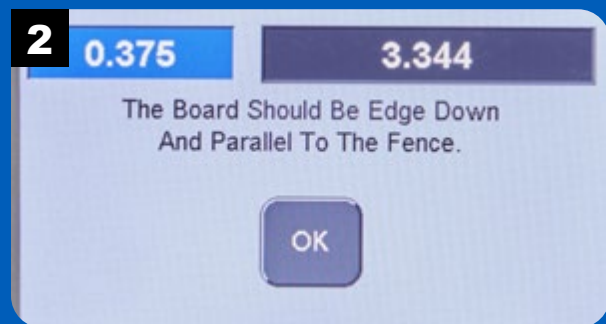 2
0.375 3.344
The Board Should Be Edge Down
And Parallel To The Fence.
OK